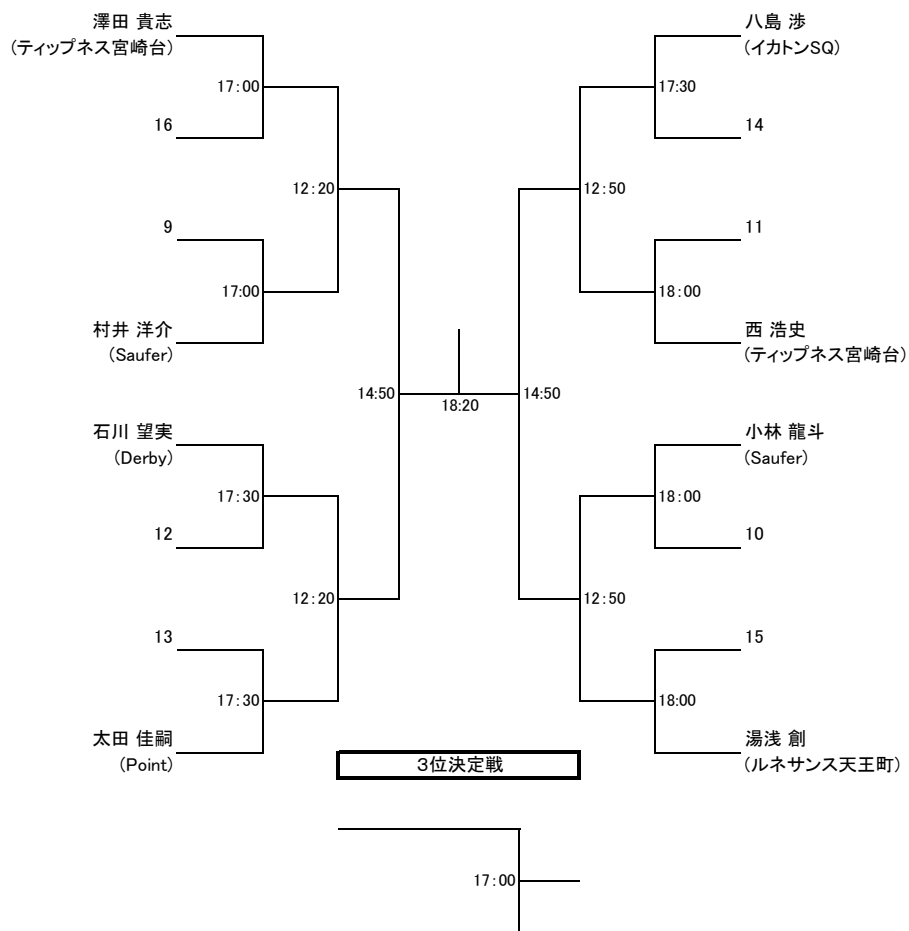 澤田 貴志
(ティップネス宮崎台)
17:00
16
12:20
9
17:00
村井 洋介
(Saufer)
14:50
石川 望実
(Derby)
17:30
12
12:20
13
17:30
太田 佳嗣
(Point)
18:20
八島 渉
(イカトンSQ)
17:30
14
12:50
11
18:00
西 浩史
(ティップネス宮崎台)
14:50
小林 龍斗
(Saufer)
18:00
10
12:50
15
18:00
湯浅 創
(ルネサンス天王町)
3位決定戦
17:00